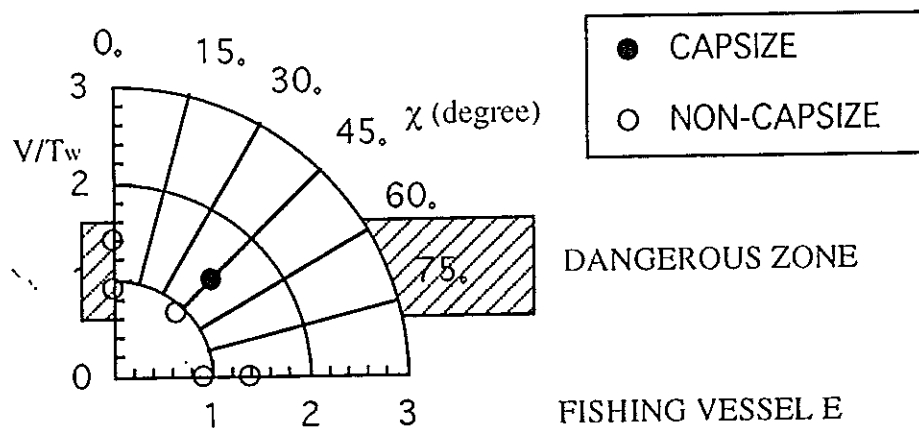 0°
15°
30°
45°
χ (degree)
60°
75°
3
V/Tw
2
1
0
1
2
3
● CAPSIZE
○ NON-CAPSIZE
DANGEROUS ZONE
FISHING VESSEL E